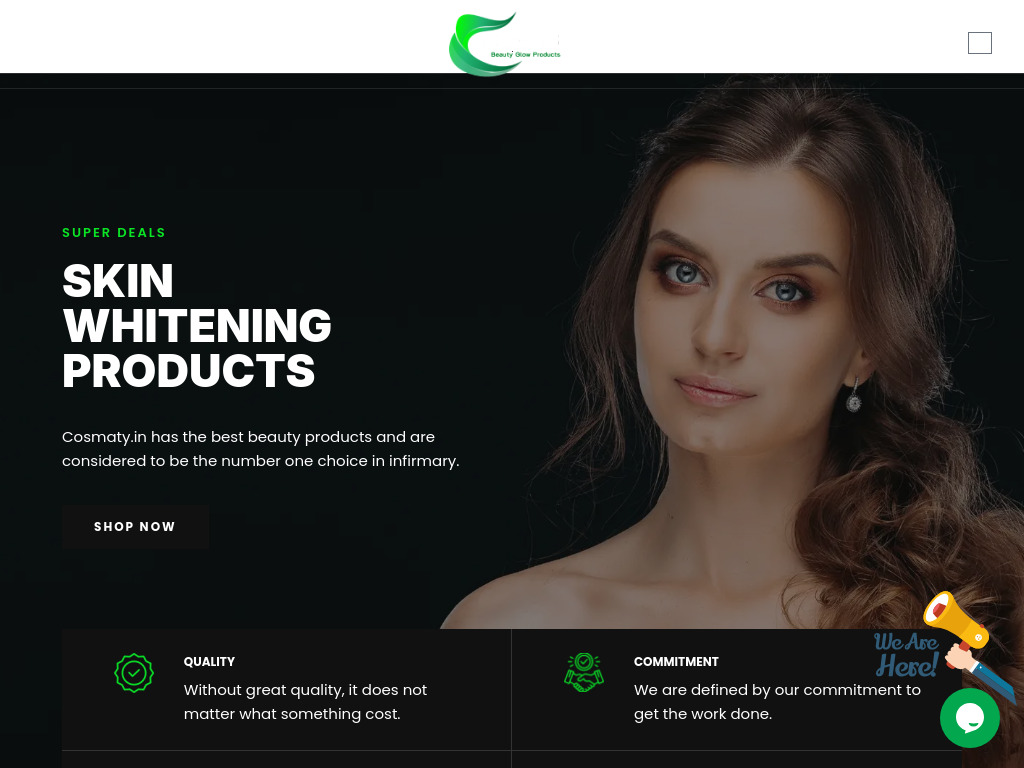 Beauty Glow Products
SUPER DEALS
SKIN
WHITENING
PRODUCTS
Cosmaty.in has the best beauty products and are
considered to be the number one choice in infirmary.
SHOP NOW
QUALITY
Without great quality, it does not
matter what something cost.
COMMITMENT
We are defined by our commitment to
get the work done.
We Are
Here!